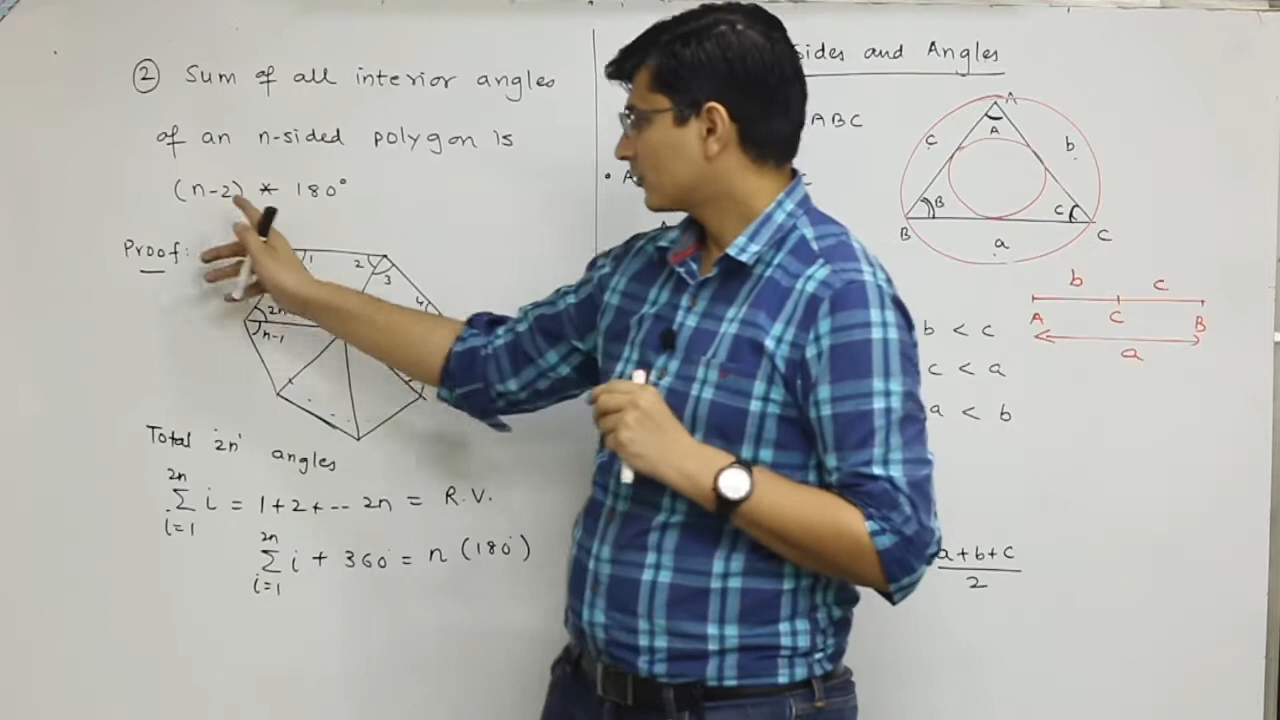 ② Sum of all interior angles
of an n-sided polygon is
(n-2) * 180°
Proof:
1
2
3
4
2n
n-1
Total '2n' angles
2n
Σ i = 1+2+-- 2n = R.V.
i=1
2n
Σ i + 360° = n (180°)
i=1
Sides and Angles
ABC
• A
A
A
c
b
A
B
C
B
a
C
b
c
A
C
B
a
b < c
c < a
a < b
a+b+c
2